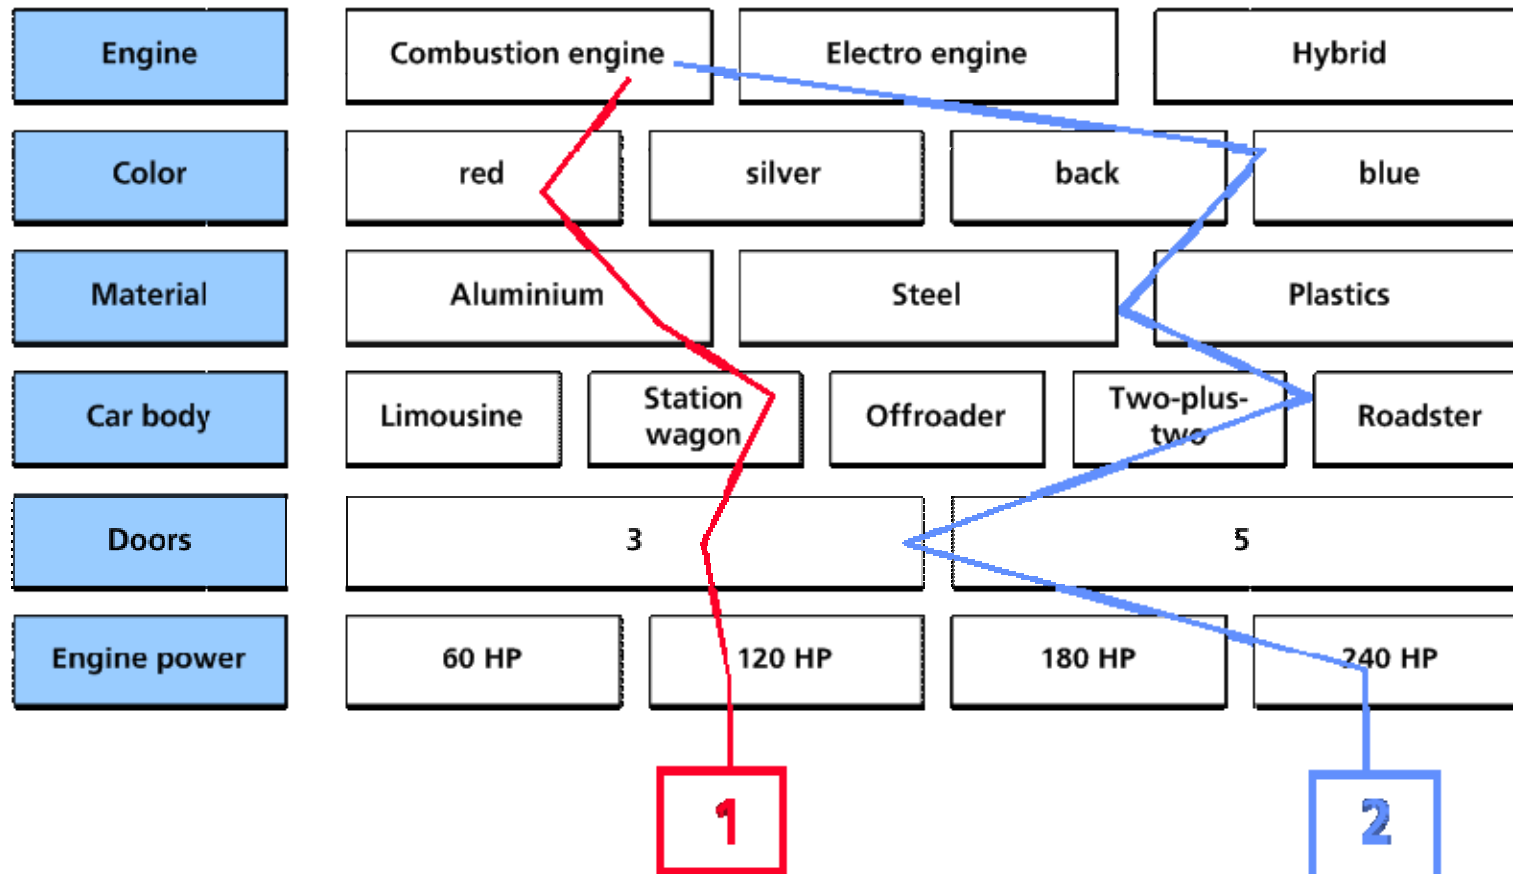 Engine Combustion engine Electro engine Hybrid
Color red silver back blue
Material Aluminium Steel Plastics
Car body Limousine Station wagon Offroader Two-plus-two Roadster
Doors 3 5
Engine power 60 HP 120 HP 180 HP 240 HP
1 2